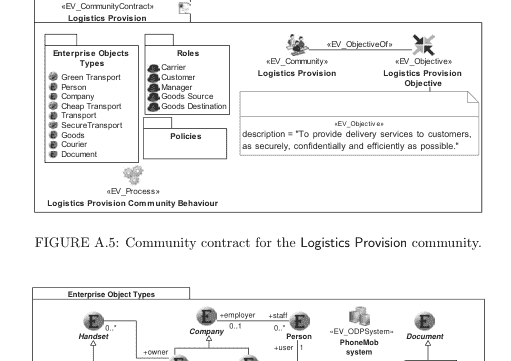 «EV_CommunityContract»
Logistics Provision
Enterprise Objects
Types
Green Transport
Person
Company
Cheap Transport
Transport
SecureTransport
Goods
Courier
Document
Roles
Carrier
Customer
Manager
Goods Source
Goods Destination
Policies
«EV_ObjectiveOf»
«EV_Community»
Logistics Provision
«EV_Objective»
Logistics Provision
Objective
«EV_Objective»
description = "To provide delivery services to customers,
as securely, confidentially and efficiently as possible."
«EV_Process»
Logistics Provision Community Behaviour
FIGURE A.5: Community contract for the Logistics Provision community.
Enterprise Object Types
Handset
0..*
Company
+employer
0..1
+staff
0..*
Person
«EV_ODPSystem»
PhoneMob
system
Document
+owner
+user
1